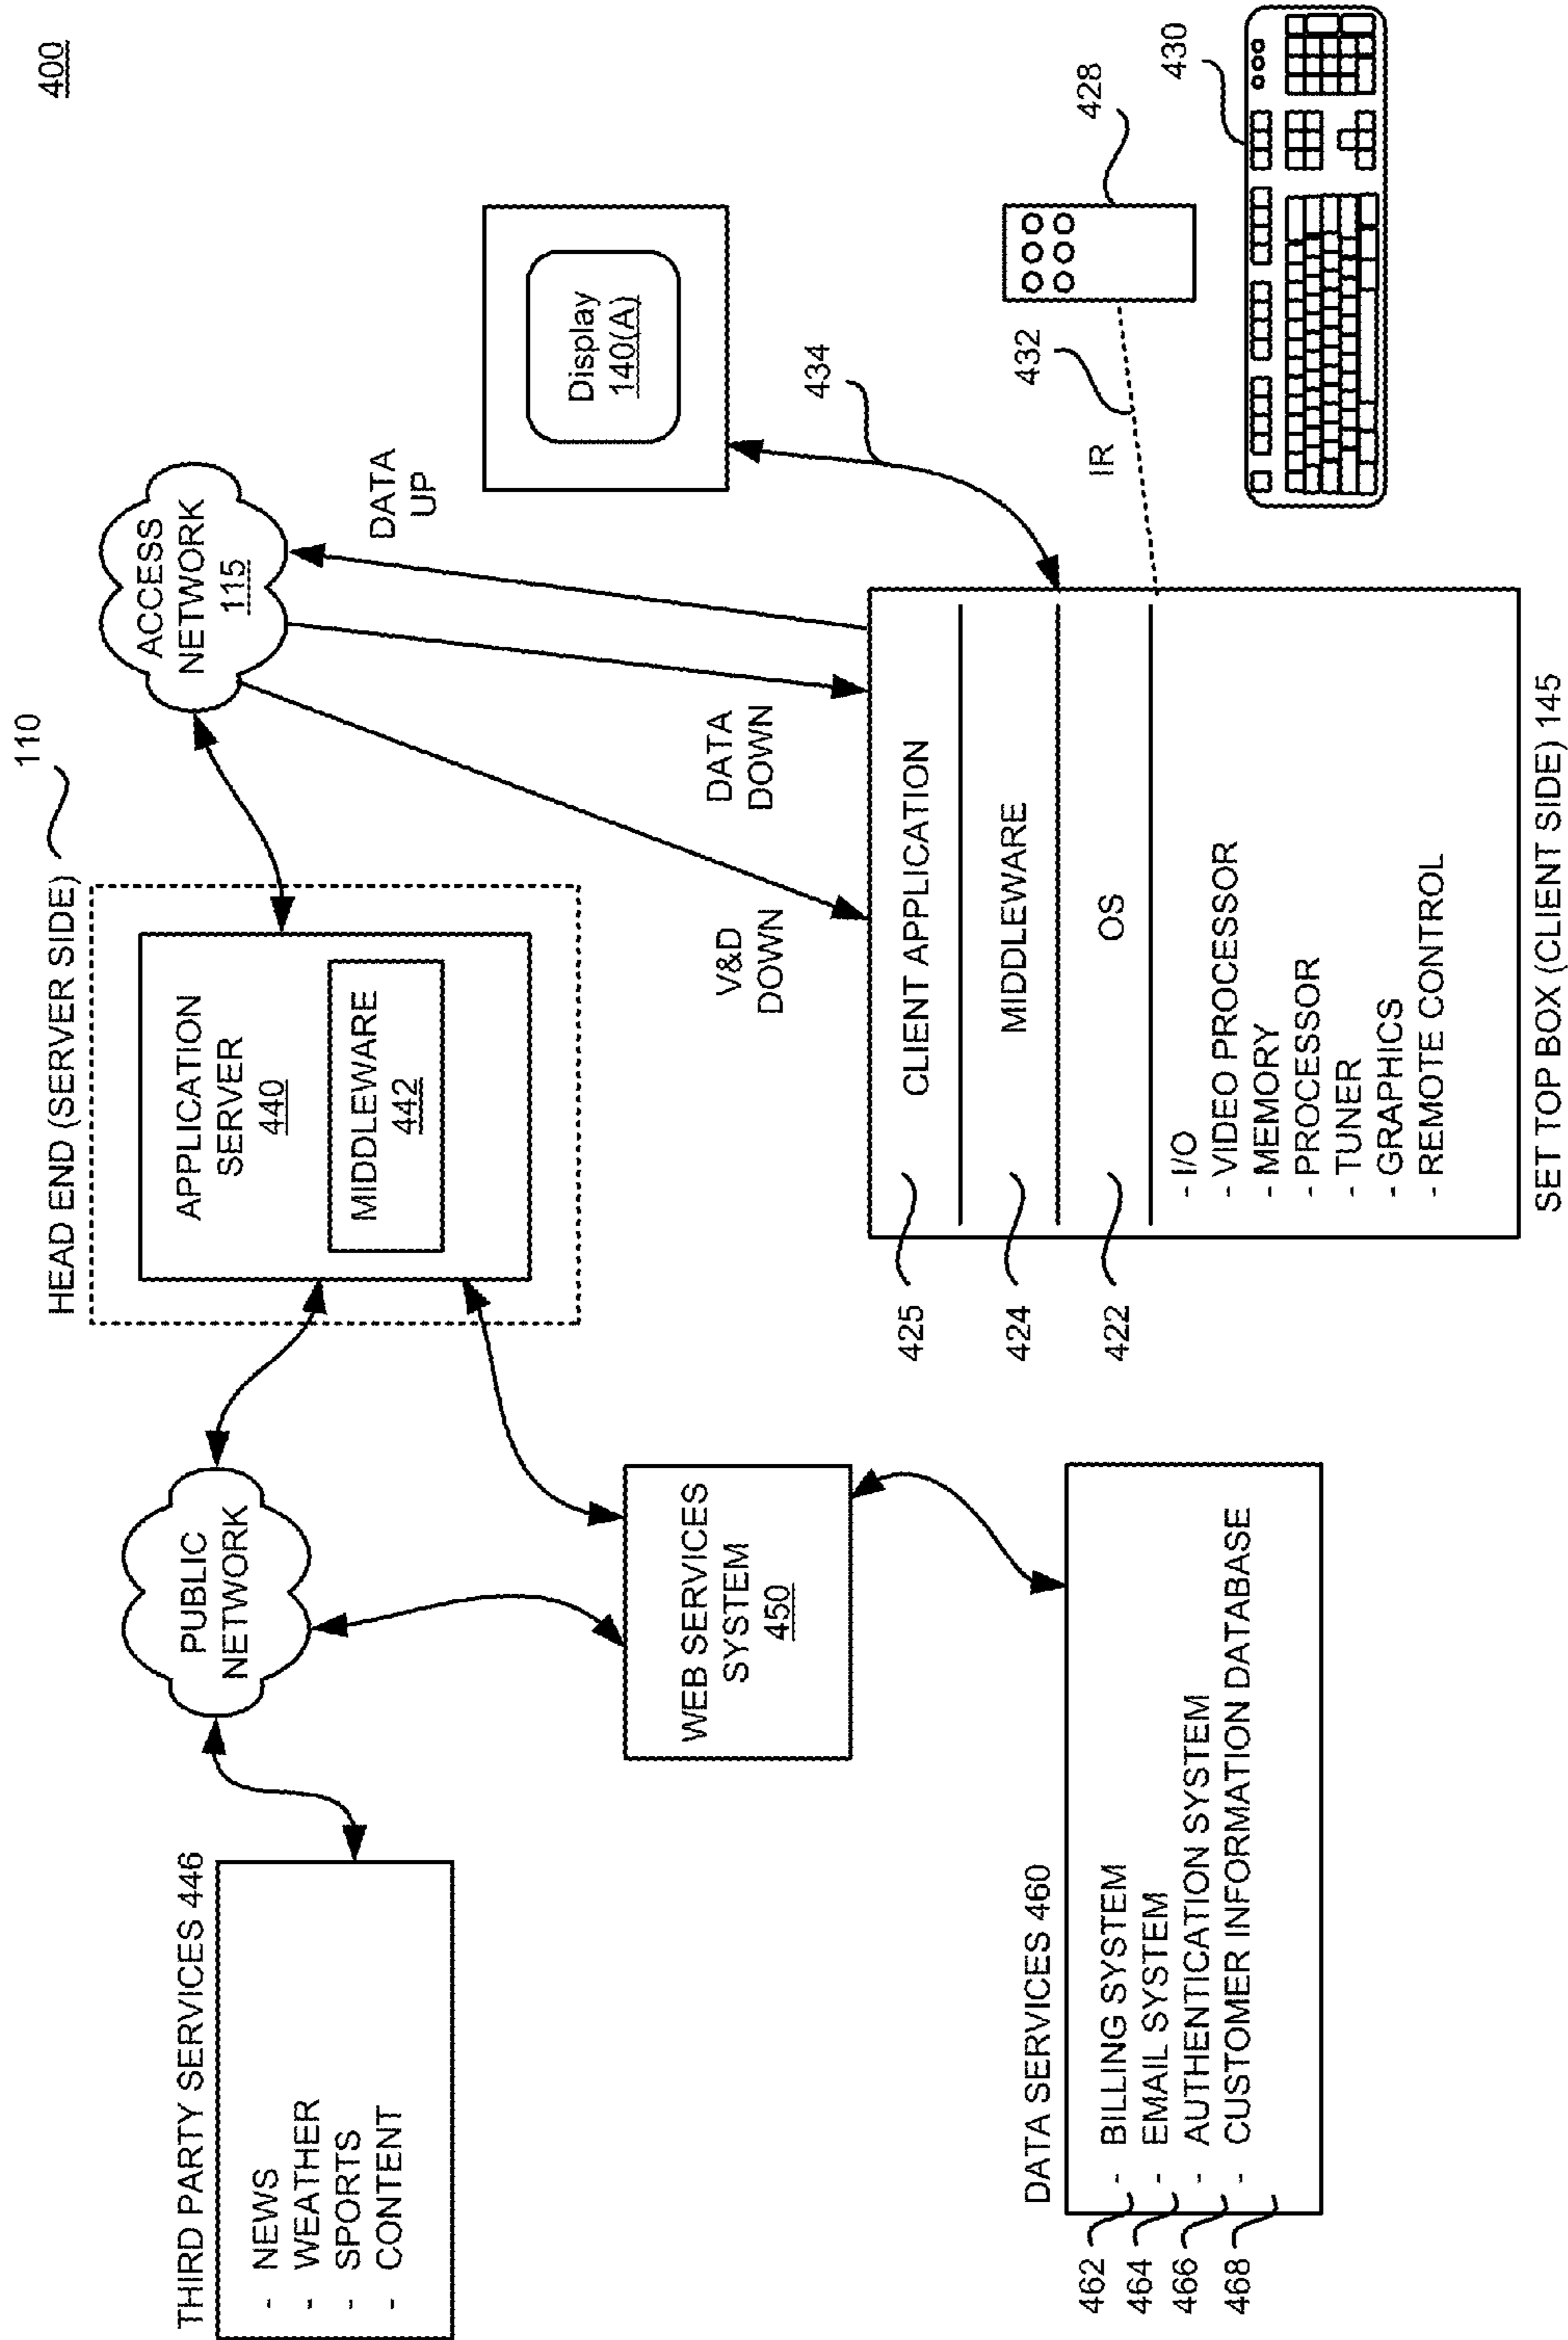 400
THIRD PARTY SERVICES 446
- NEWS
- WEATHER
- SPORTS
- CONTENT
PUBLIC
NETWORK
HEAD END (SERVER SIDE)
110
APPLICATION
SERVER
440
MIDDLEWARE
442
ACCESS
NETWORK
115
WEB SERVICES
SYSTEM
450
DATA
UP
DATA
DOWN
V&D
DOWN
Display
140(A)
434
DATA SERVICES 460
462
- BILLING SYSTEM
464
- EMAIL SYSTEM
466
- AUTHENTICATION SYSTEM
468
- CUSTOMER INFORMATION DATABASE
425
CLIENT APPLICATION
424
MIDDLEWARE
422
OS
- I/O
- VIDEO PROCESSOR
- MEMORY
- PROCESSOR
- TUNER
- GRAPHICS
- REMOTE CONTROL
SET TOP BOX (CLIENT SIDE) 145
IR
432
428
430